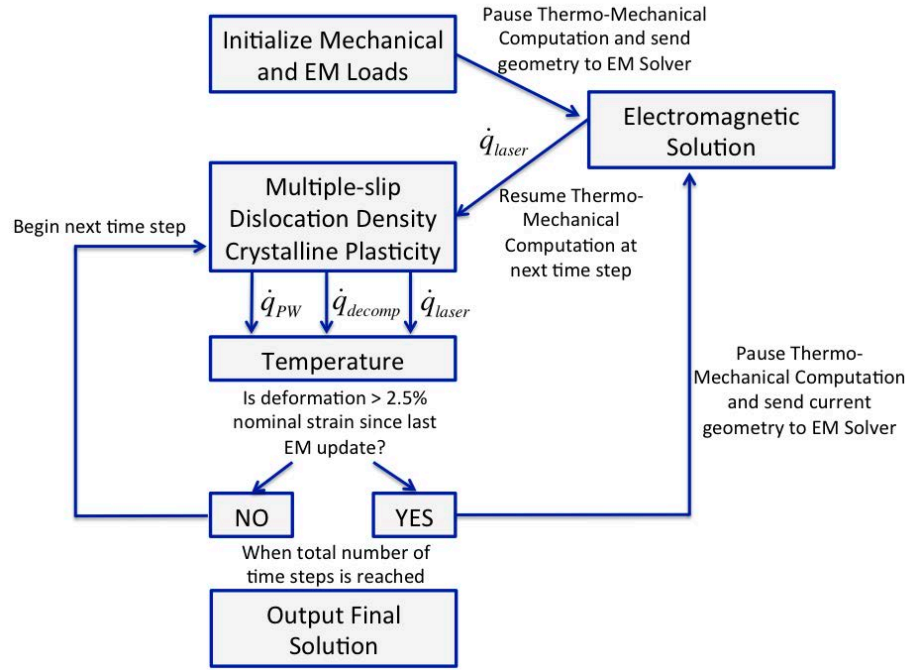 Initialize Mechanical
and EM Loads
Pause Thermo-Mechanical
Computation and send
geometry to EM Solver
Electromagnetic
Solution
q̇laser
Resume Thermo-
Mechanical
Computation at
next time step
Multiple-slip
Dislocation Density
Crystalline Plasticity
Begin next time step
q̇PW q̇decomp q̇laser
Temperature
Is deformation > 2.5%
nominal strain since last
EM update?
NO
YES
Pause Thermo-
Mechanical Computation
and send current
geometry to EM Solver
When total number of
time steps is reached
Output Final
Solution